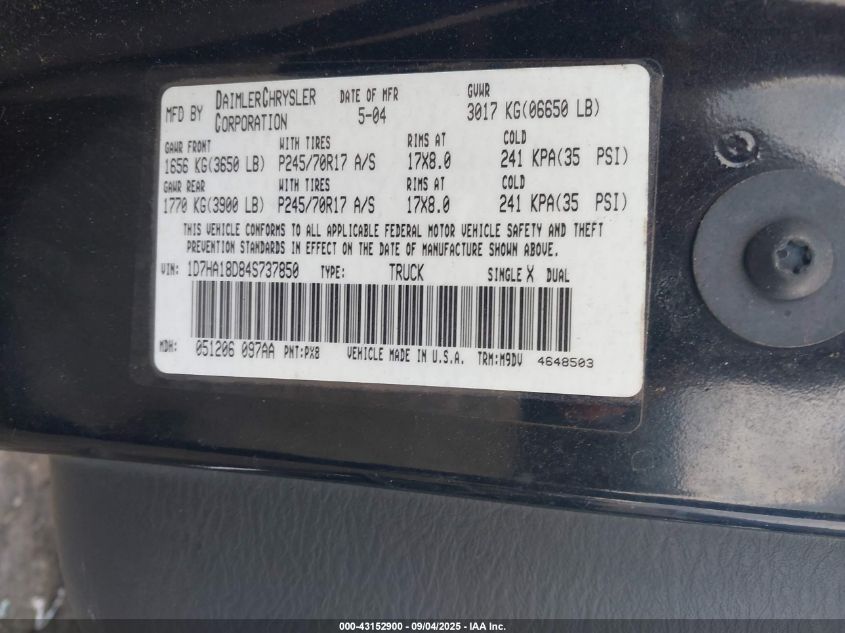 MFD BY DAIMLERCHRYSLER CORPORATION DATE OF MFR 5-04 GVWR 3017 KG(06650 LB)
GAWR FRONT WITH TIRES RIMS AT COLD
1656 KG(3650 LB) P245/70R17 A/S 17X8.0 241 KPA(35 PSI)
GAWR REAR WITH TIRES RIMS AT COLD
1770 KG(3900 LB) P245/70R17 A/S 17X8.0 241 KPA(35 PSI)
THIS VEHICLE CONFORMS TO ALL APPLICABLE FEDERAL MOTOR VEHICLE SAFETY AND THEFT
PREVENTION STANDARDS IN EFFECT ON THE DATE OF MANUFACTURE SHOWN ABOVE.
VIN: 1D7HA18D84S737850 TYPE: TRUCK SINGLE X DUAL
MDH: 051206 097AA PNT:PX8 VEHICLE MADE IN U.S.A. TRM:M9DV 4648503
000-43152900 - 09/04/2025 - IAA Inc.